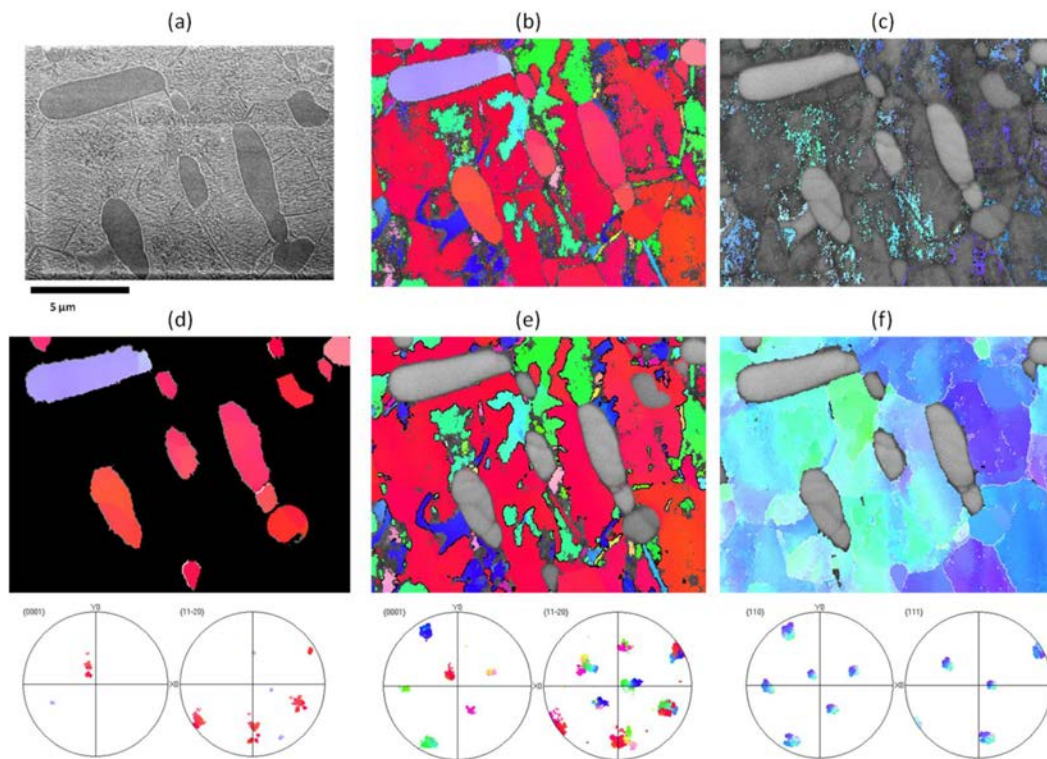 (a)
(b)
(c)
5 µm
(d)
(e)
(f)
{0001} Y0 {11-20}
X0
{0001} Y0 {11-20}
X0
{110} Y0 {111}
X0